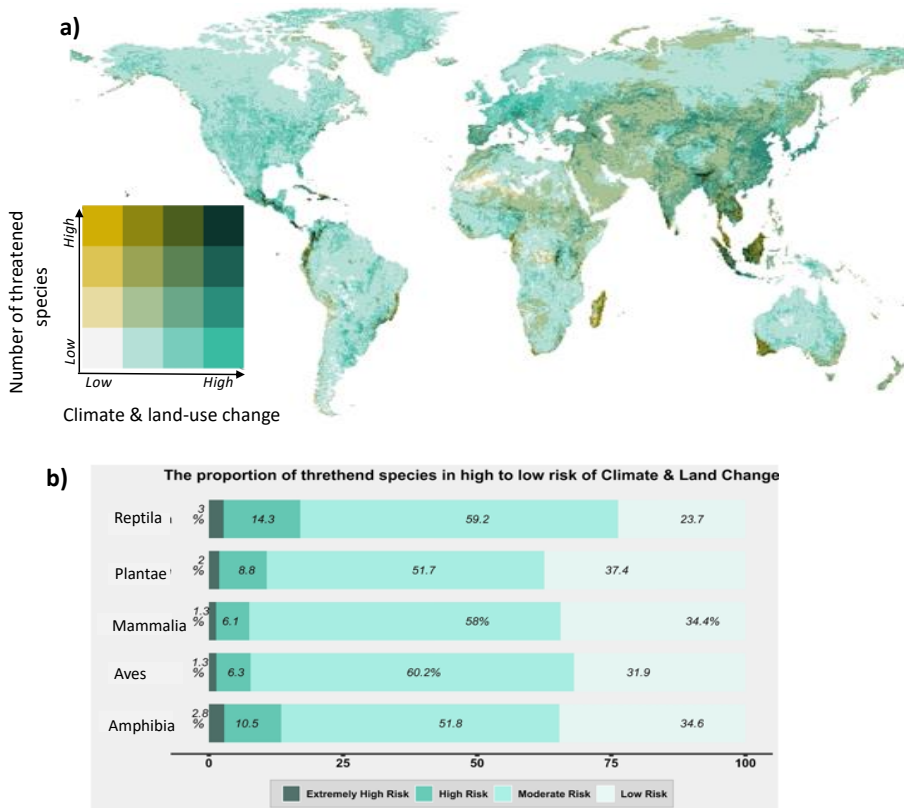 a)
Number of threatened
species
High
Low
Low
High
Climate & land-use change
b)
The proportion of threthend species in high to low risk of Climate & Land Change
Reptila
3
%
14.3
59.2
23.7
Plantae
2
%
8.8
51.7
37.4
Mammalia
1.3
%
6.1
58%
34.4%
Aves
1.3
%
6.3
60.2%
31.9
Amphibia
2.8
%
10.5
51.8
34.6
0
25
50
75
100
Extremely High Risk
High Risk
Moderate Risk
Low Risk